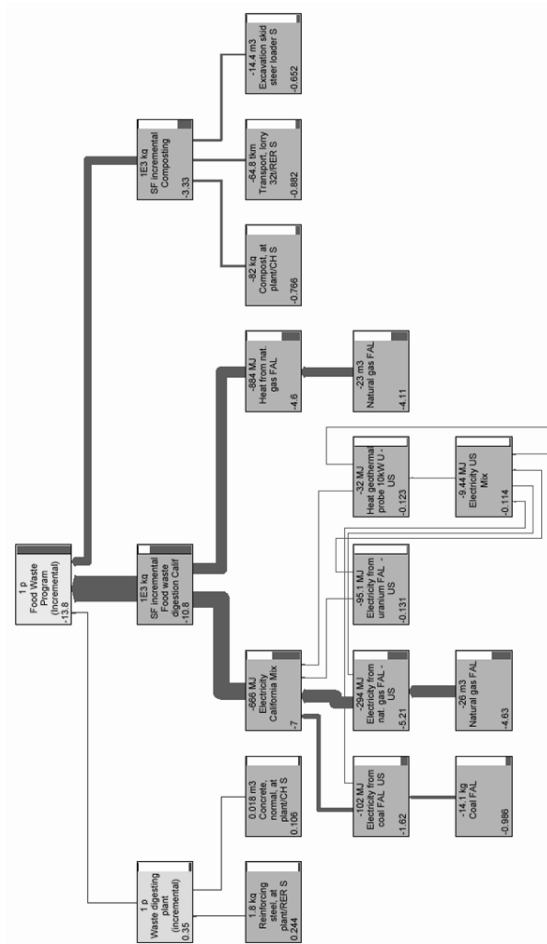 1 p
Food Waste
Program
(Incremental)
-13.8
1 p
Waste digesting
plant
(incremental)
0.35
1E3 kg
SF incremental
Food waste
digestion Calif
-10.8
1E3 kg
SF incremental
Composting
-3.33
1.8 kg
Reinforcing
steel, at
plant/RER S
0.244
0.018 m3
Concrete,
normal, at
plant/CH S
0.106
-666 MJ
Electricity
California Mix
-7
-884 MJ
Heat from nat.
gas FAL
-4.6
-82 kg
Compost, at
plant/CH S
-0.766
-64.8 tkm
Transport, lorry
32t/RER S
-0.882
-14.4 m3
Excavation skid
steer loader S
-0.652
-102 MJ
Electricity from
coal FAL US
-1.62
-294 MJ
Electricity from
nat. gas FAL -
US
-5.21
-95.1 MJ
Electricity from
uranium FAL -
US
-0.131
-32 MJ
Heat geothermal
probe 10kW U -
US
-0.123
-23 m3
Natural gas FAL
-4.11
-14.1 kg
Coal FAL
-0.986
-26 m3
Natural gas FAL
-4.63
-9.44 MJ
Electricity US
Mix
-0.114